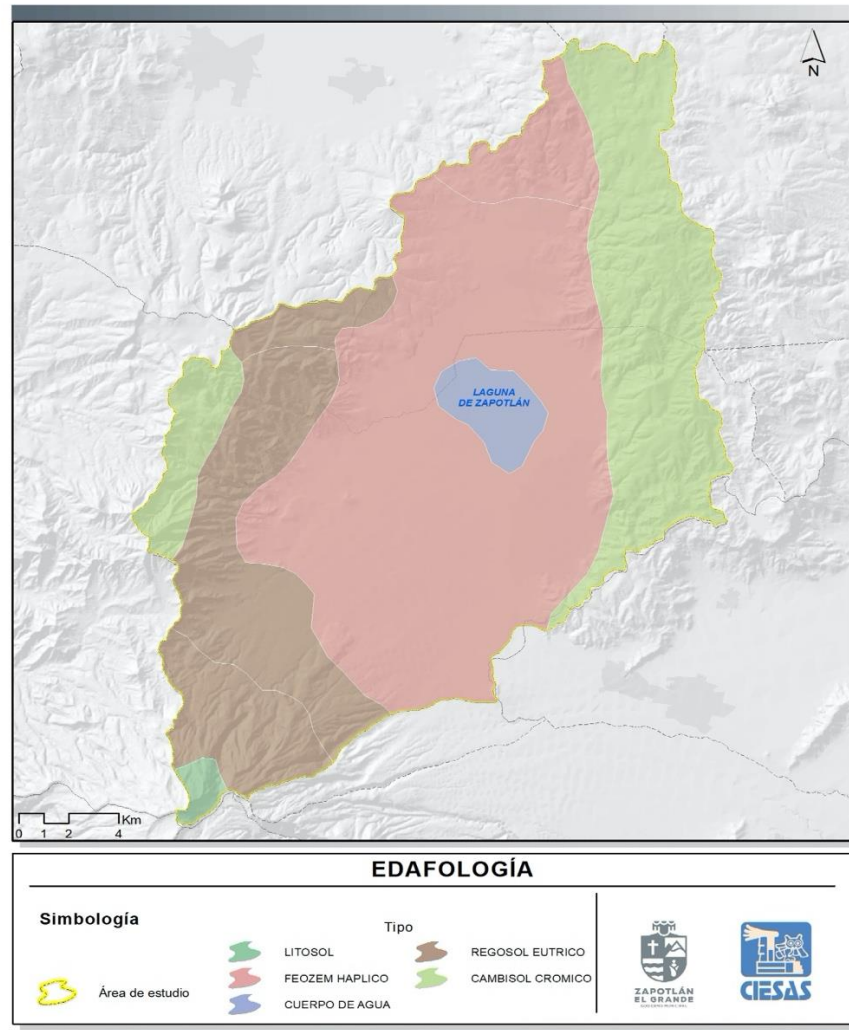 N
LAGUNA
DE ZAPOTLÁN
Km
0 1 2 4
EDAFOLOGÍA
Simbología
Tipo
Área de estudio
LITOSOL
FEOZEM HAPLICO
CUERPO DE AGUA
REGOSOL EUTRICO
CAMBISOL CROMICO
ZAPOTLÁN
EL GRANDE
CIESAS